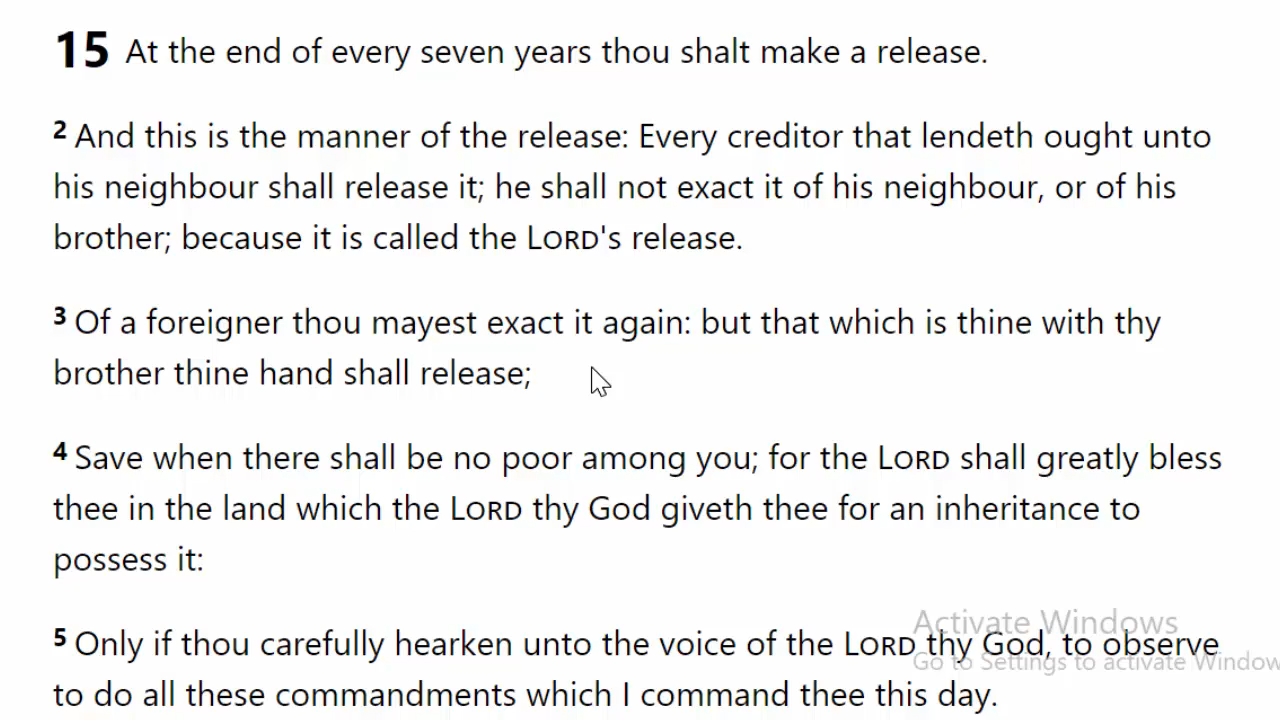 15 At the end of every seven years thou shalt make a release.
2 And this is the manner of the release: Every creditor that lendeth ought unto
his neighbour shall release it; he shall not exact it of his neighbour, or of his
brother; because it is called the LORD's release.
3 Of a foreigner thou mayest exact it again: but that which is thine with thy
brother thine hand shall release;
4 Save when there shall be no poor among you; for the LORD shall greatly bless
thee in the land which the LORD thy God giveth thee for an inheritance to
possess it:
5 Only if thou carefully hearken unto the voice of the LORD thy God, to observe
to do all these commandments which I command thee this day.
Activate Windows
Go to Settings to activate Window